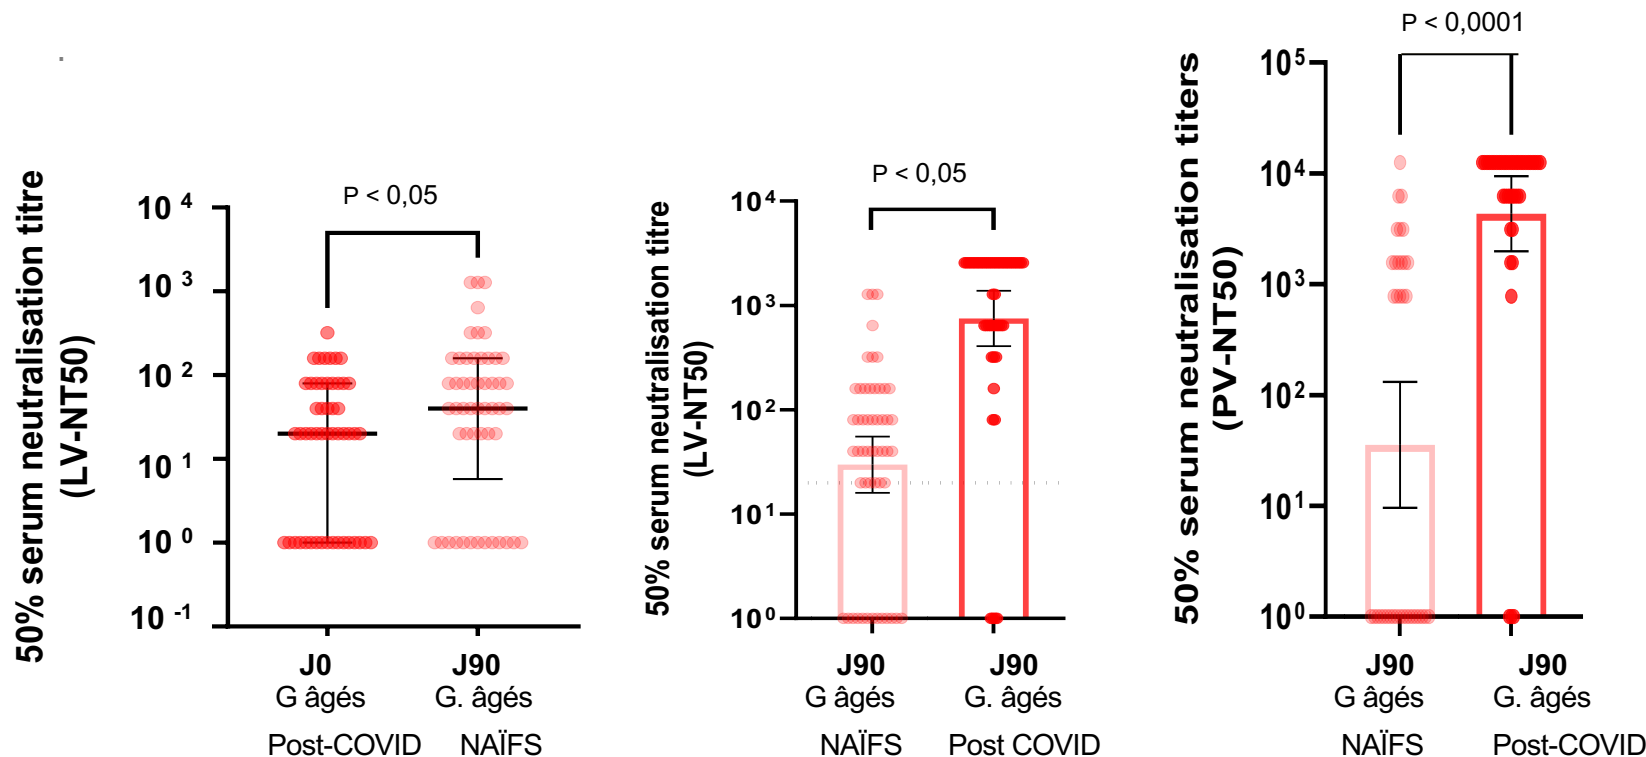 50% serum neutralisation titre
(LV-NT50)
10 4
10 3
10 2
10 1
10 0
10 -1
P < 0,05
J0
G âgés
Post-COVID
J90
G. âgés
NAÏFS
50% serum neutralisation titre
(LV-NT50)
104
103
102
101
100
P < 0,05
J90
G âgés
NAÏFS
J90
G. âgés
Post COVID
50% serum neutralisation titers
(PV-NT50)
105
104
103
102
101
100
P < 0,0001
J90
G âgés
NAÏFS
J90
G. âgés
Post-COVID